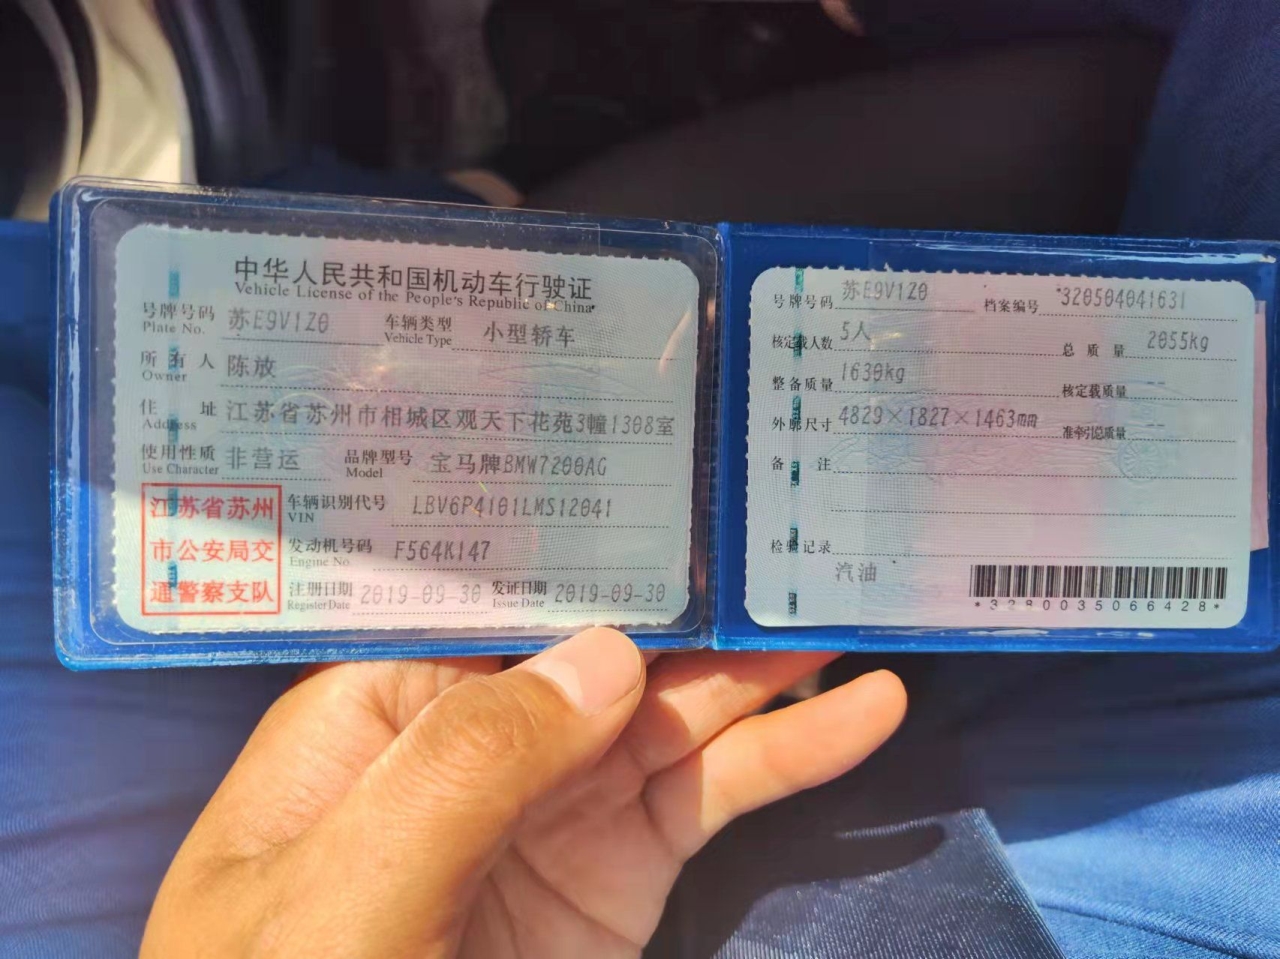 中华人民共和国机动车行驶证
Vehicle License of the People's Republic of China
号牌号码 苏E9V1Z0 车辆类型 小型轿车
Plate No. Vehicle Type
所有人 陈放
Owner
住址 江苏省苏州市相城区观天下花苑3幢1308室
Address
使用性质 非营运 品牌型号 宝马牌BMW7200AG
Use Character Model
江苏省苏州
市公安局交
通警察支队
车辆识别代号 LBV6P4101LMS12041
VIN
发动机号码 F564K147
Engine No.
注册日期 2019-09-30 发证日期 2019-09-30
Register Date Issue Date
号牌号码 苏E9V1Z0 档案编号 320504041631
核定载人数 5人 总质量 2055kg
整备质量 1630kg 核定载质量 --
外廓尺寸 4829×1827×1463mm 准牵引总质量 --
备注
检验记录
汽油
*3280035066428*